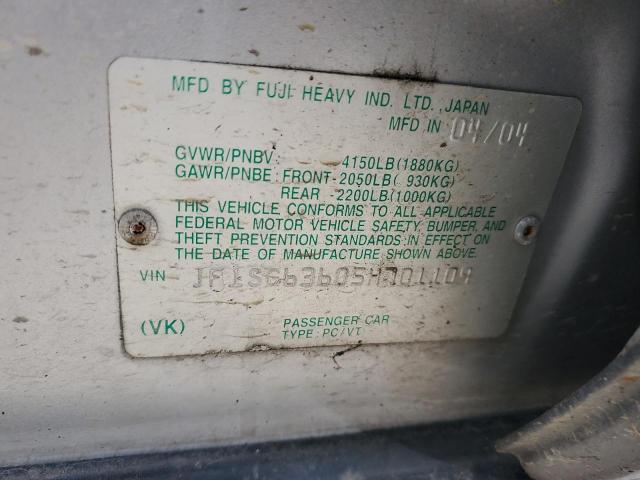 MFD BY FUJI HEAVY IND. LTD. JAPAN
MFD IN 04/04
GVWR/PNBV: 4150LB(1880KG)
GAWR/PNBE: FRONT-2050LB( 930KG)
REAR -2200LB(1000KG)
THIS VEHICLE CONFORMS TO ALL APPLICABLE
FEDERAL MOTOR VEHICLE SAFETY, BUMPER, AND
THEFT PREVENTION STANDARDS IN EFFECT ON
THE DATE OF MANUFACTURE SHOWN ABOVE.
VIN JF1SG63605H701109
(VK) PASSENGER CAR
TYPE: PC/VT